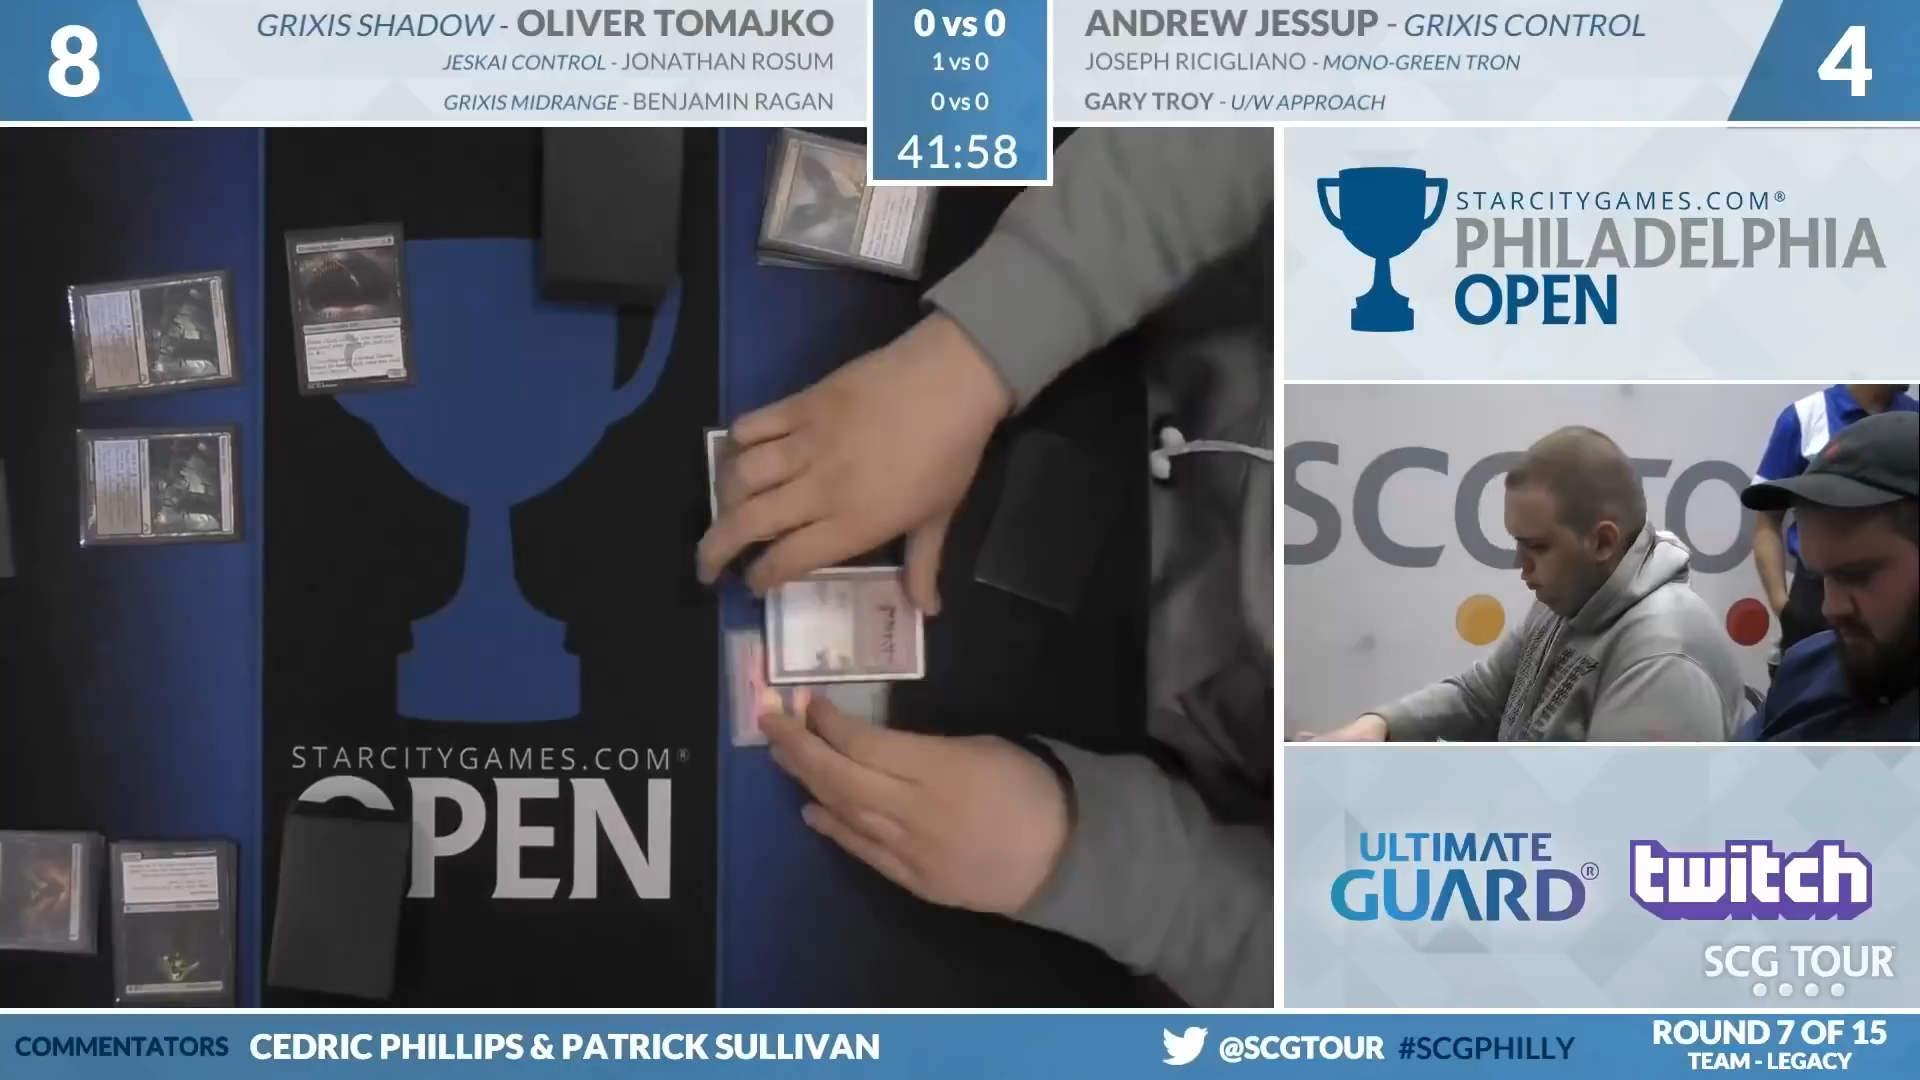 8
GRIXIS SHADOW - OLIVER TOMAJKO
JESKAI CONTROL - JONATHAN ROSUM
GRIXIS MIDRANGE - BENJAMIN RAGAN
0 vs 0
1 vs 0
0 vs 0
41:58
ANDREW JESSUP - GRIXIS CONTROL
JOSEPH RICIGLIANO - MONO-GREEN TRON
GARY TROY - U/W APPROACH
4
STARCITYGAMES.COM®
PHILADELPHIA
OPEN
STARCITYGAMES.COM®
OPEN
SCG TO
ULTIMATE
GUARD®
twitch
SCG TOUR
COMMENTATORS CEDRIC PHILLIPS & PATRICK SULLIVAN
@SCGTOUR #SCGPHILLY
ROUND 7 OF 15
TEAM - LEGACY